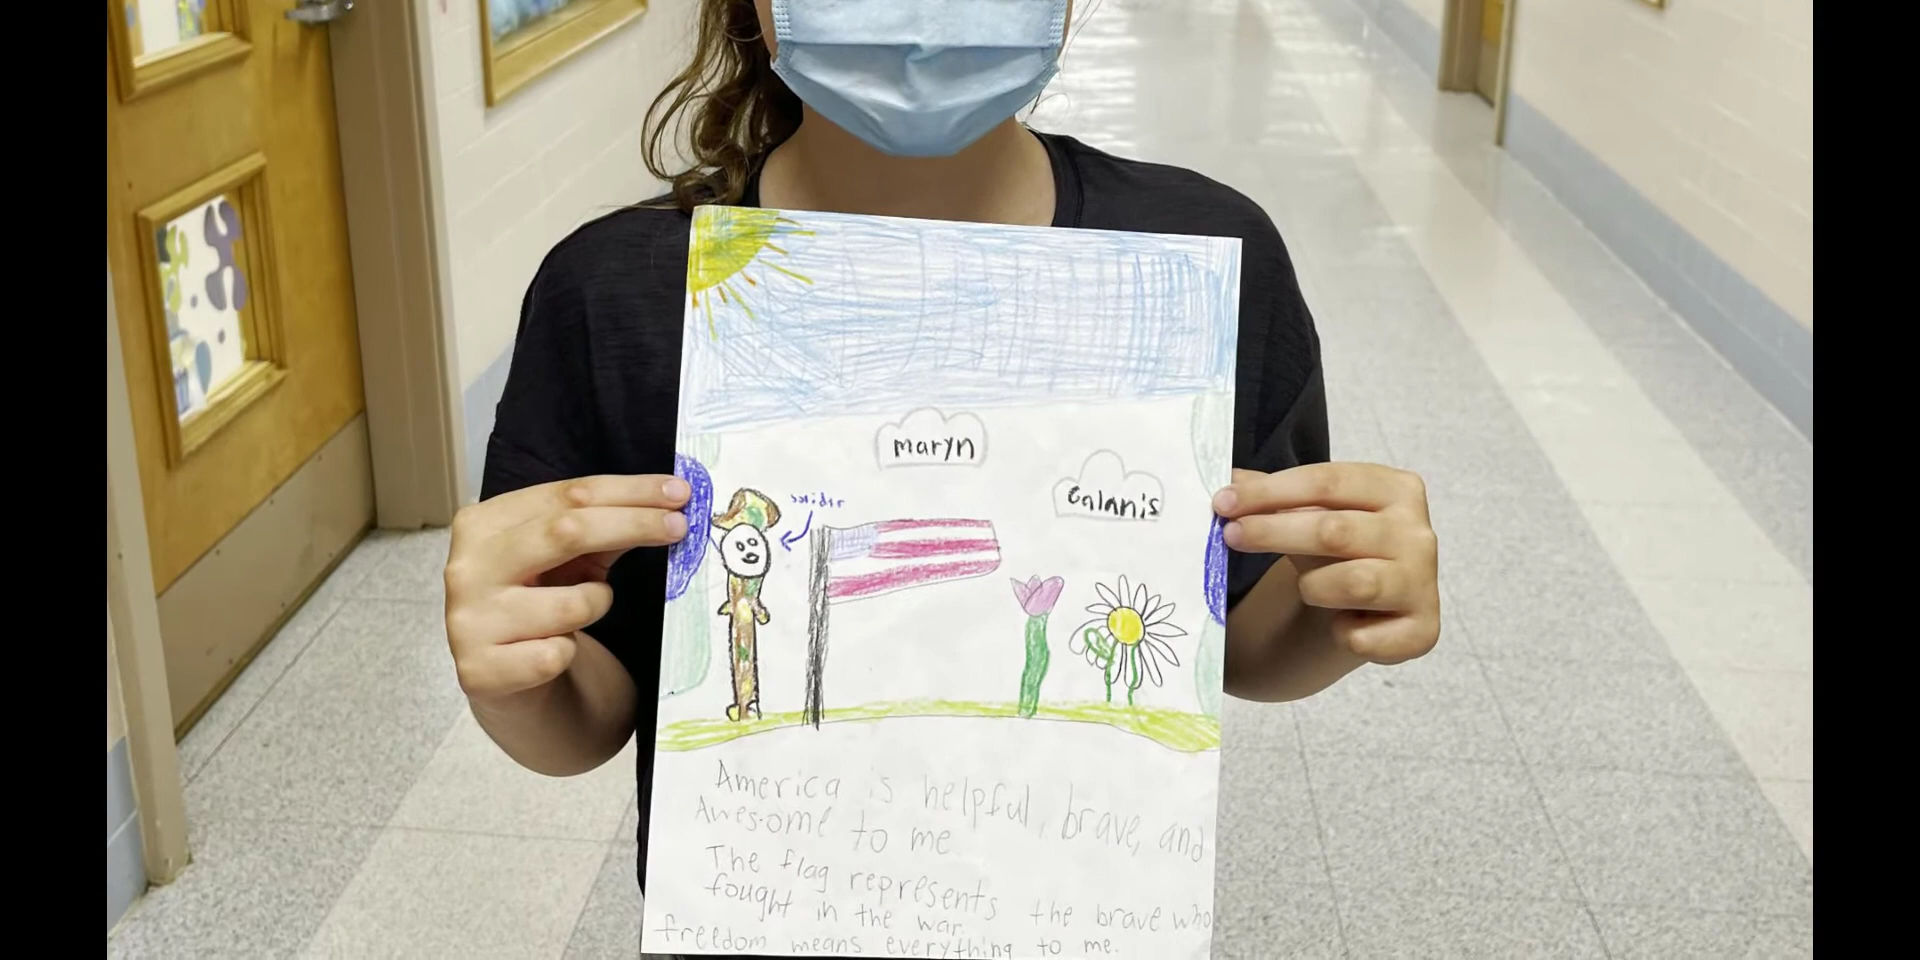 maryn
Calanis
America is helpful, brave, and
Awesome to me
The flag represents the brave who
fought in the war.
freedom means everything to me.